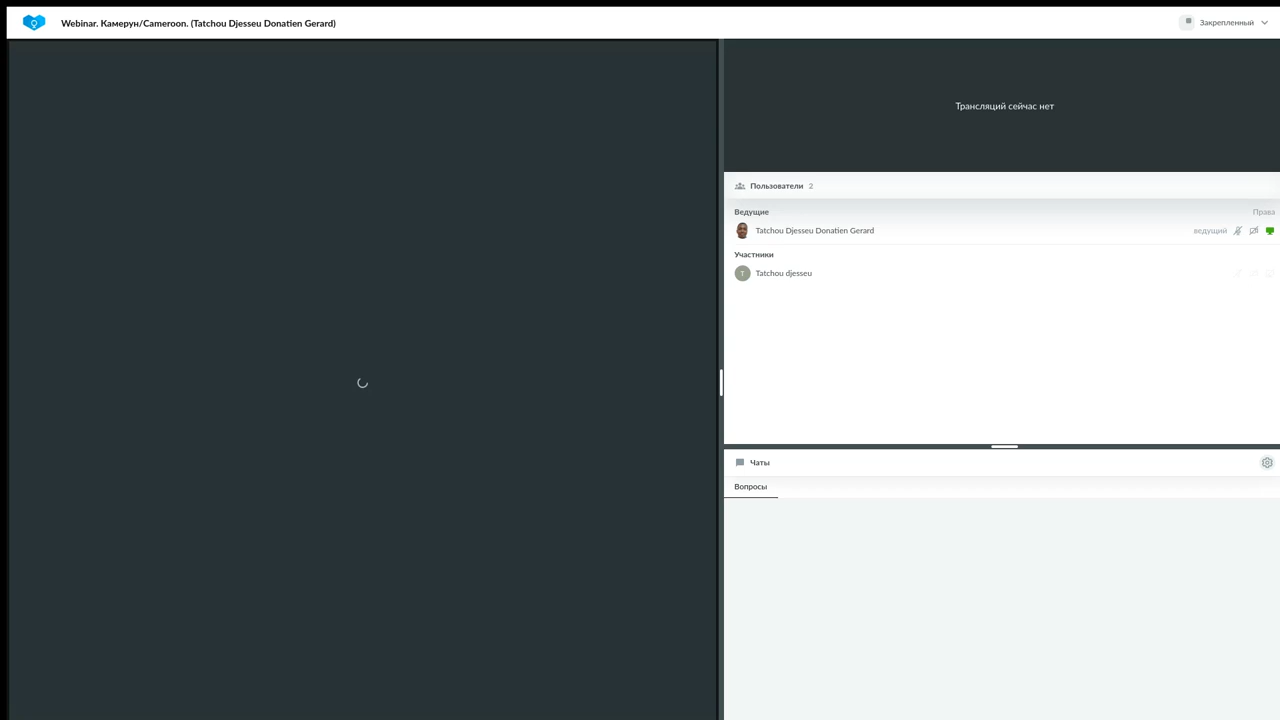 Webinar. Камерун/Cameroon. (Tatchou Djesseu Donatien Gerard)
Закрепленный
Трансляций сейчас нет
Пользователи 2
Ведущие Права
Tatchou Djesseu Donatien Gerard ведущий
Участники
T Tatchou djesseu
Чаты
Вопросы